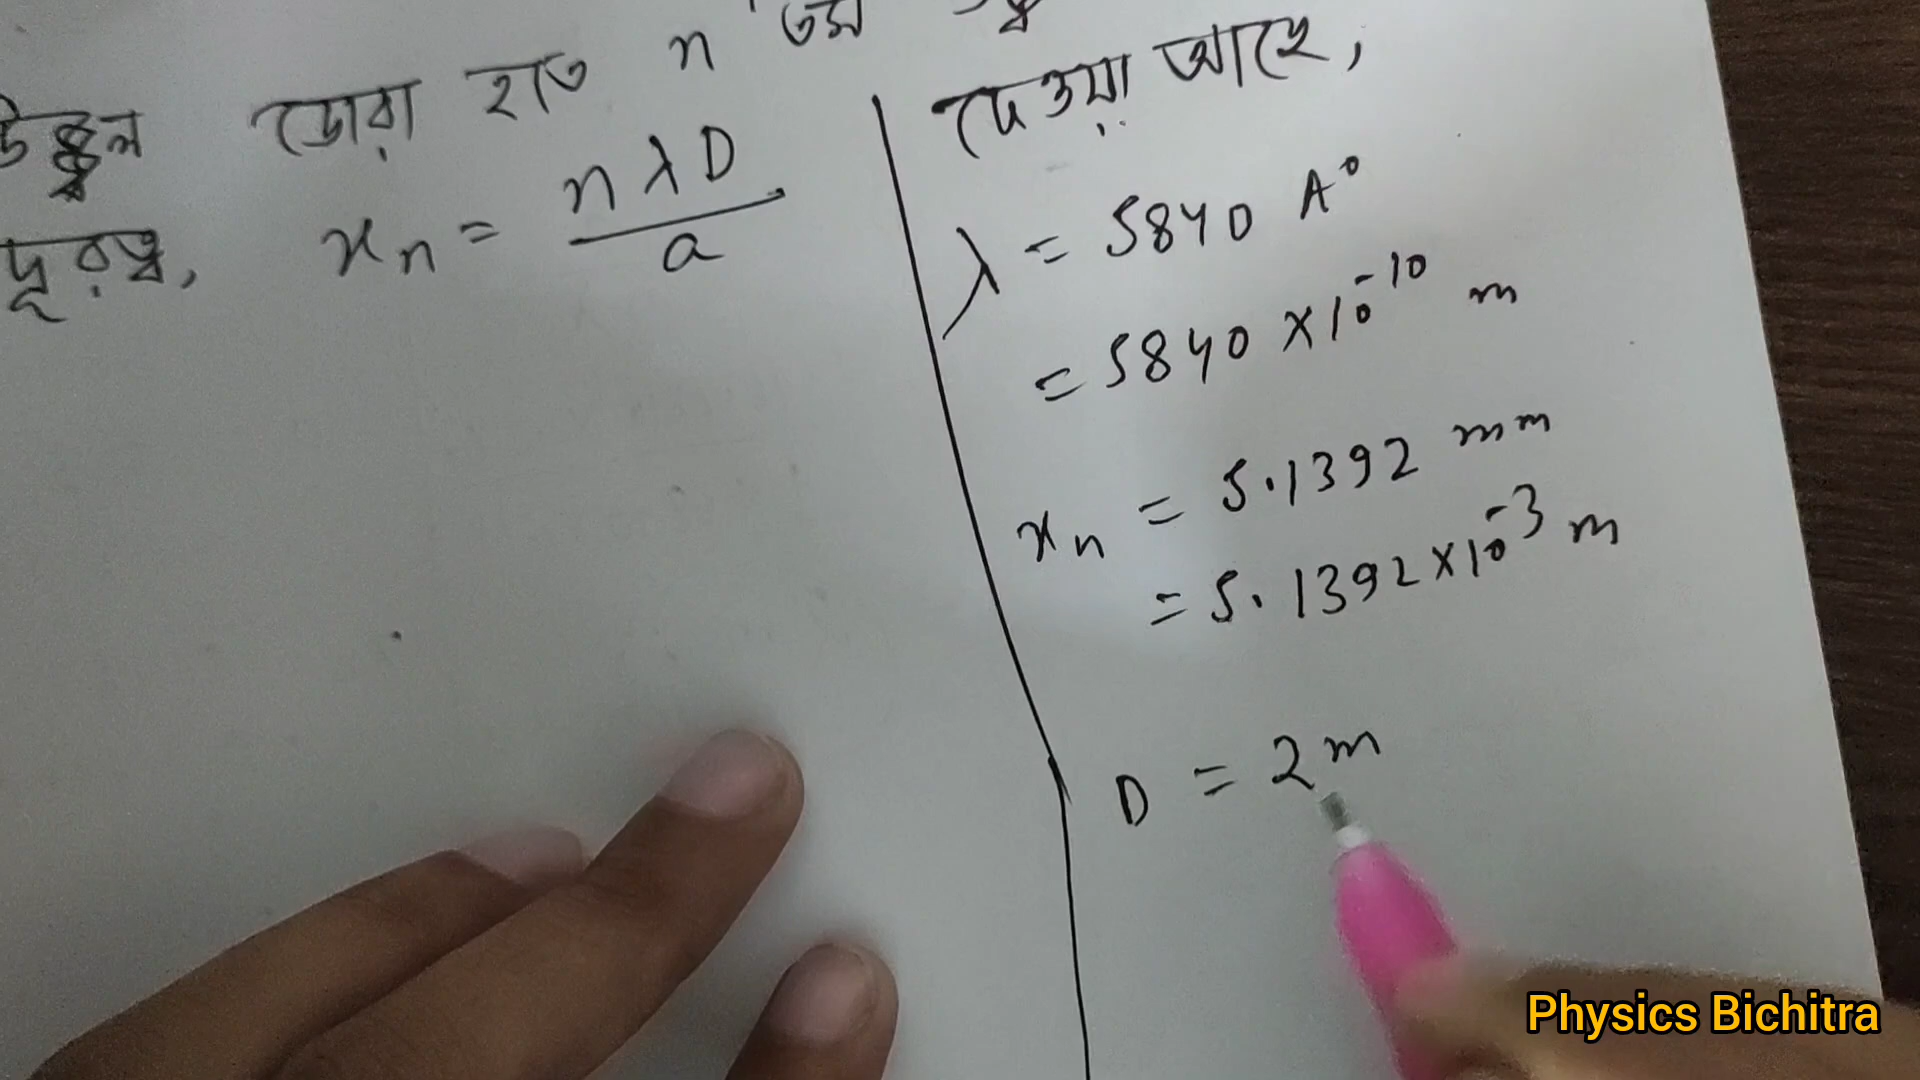 n তম
উজ্জ্বল ডোরা হতে
দূরত্ব, xn = nλD / a
দেওয়া আছে,
λ = 5840 A°
= 5840 × 10⁻¹⁰ m
xn = 5.1392 mm
= 5.1392 × 10⁻³ m
D = 2m
Physics Bichitra